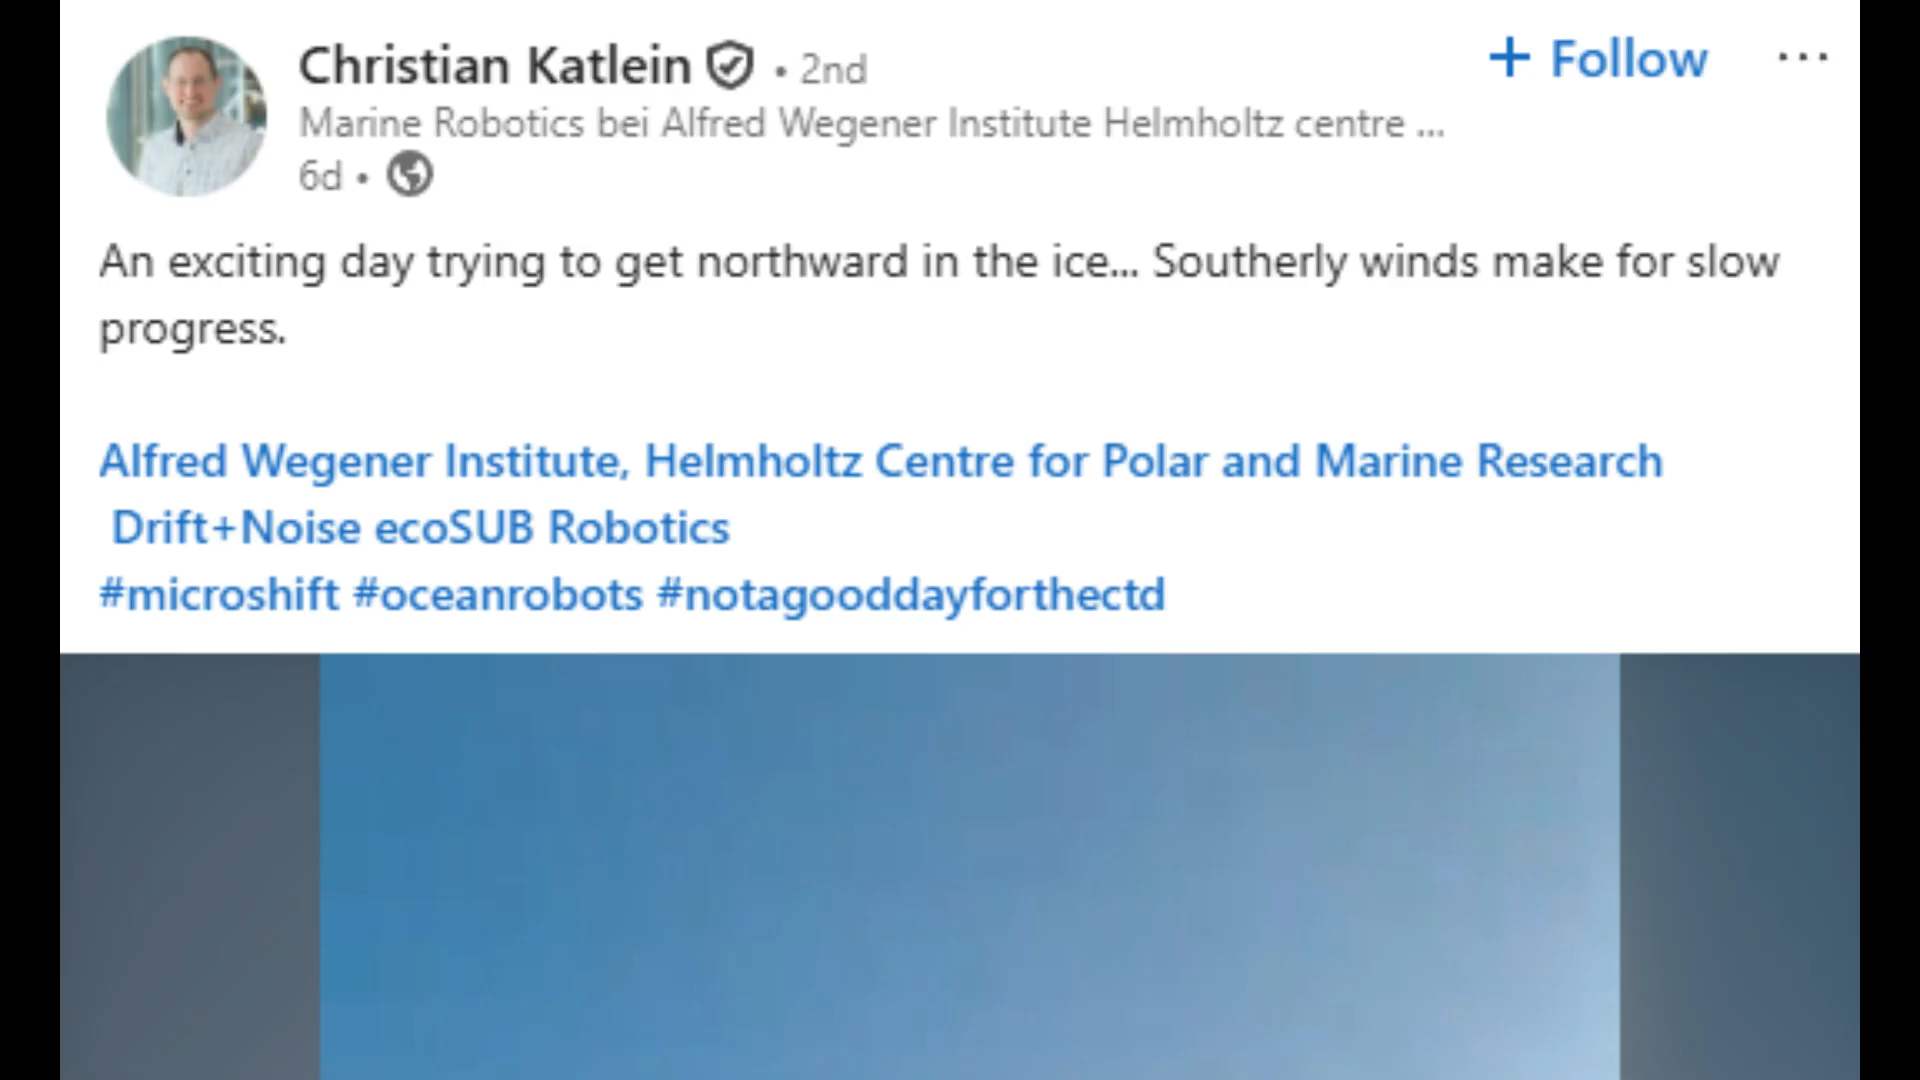 Christian Katlein • 2nd
+ Follow ...
Marine Robotics bei Alfred Wegener Institute Helmholtz centre ...
6d •
An exciting day trying to get northward in the ice... Southerly winds make for slow
progress.
Alfred Wegener Institute, Helmholtz Centre for Polar and Marine Research
Drift+Noise ecoSUB Robotics
#microshift #oceanrobots #notagooddayforthectd